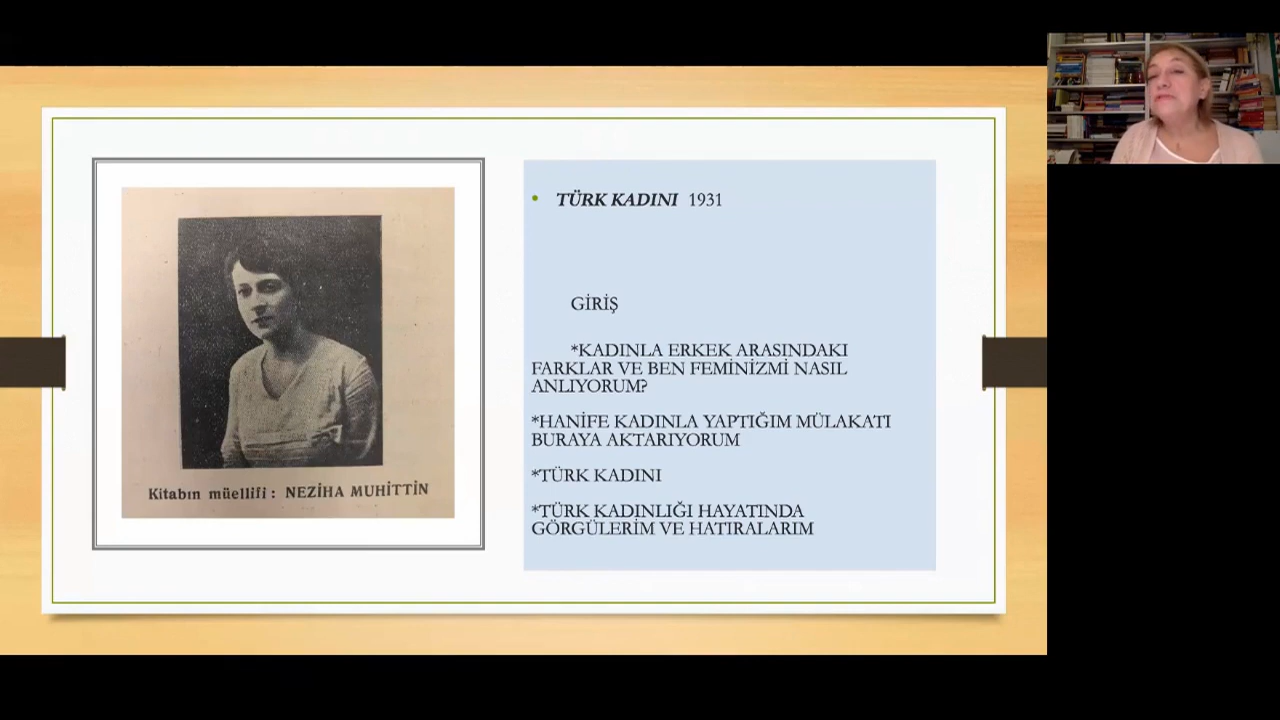 Kitabın müellifi : NEZİHA MUHİTTİN
• TÜRK KADINI 1931
GİRİŞ
*KADINLA ERKEK ARASINDAKI
FARKLAR VE BEN FEMİNİZMİ NASIL
ANLIYORUM?
*HANİFE KADINLA YAPTIĞIM MÜLAKATI
BURAYA AKTARIYORUM
*TÜRK KADINI
*TÜRK KADINLIĞI HAYATINDA
GÖRGÜLERİM VE HATIRALARIM